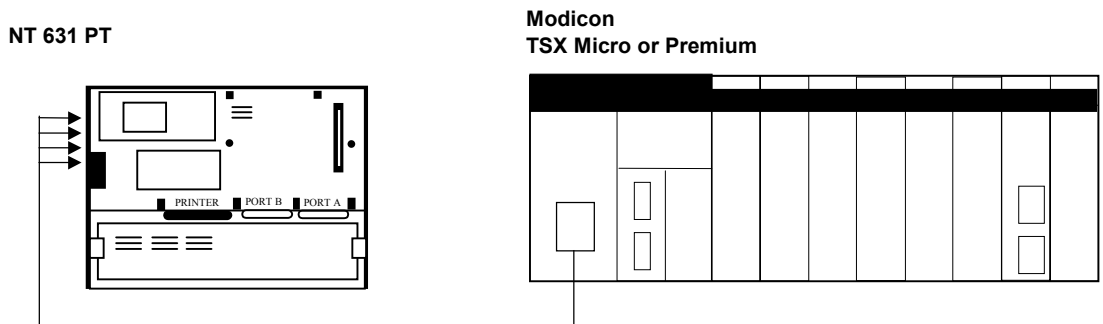 NT 631 PT
Modicon
TSX Micro or Premium
PRINTER PORT B PORT A